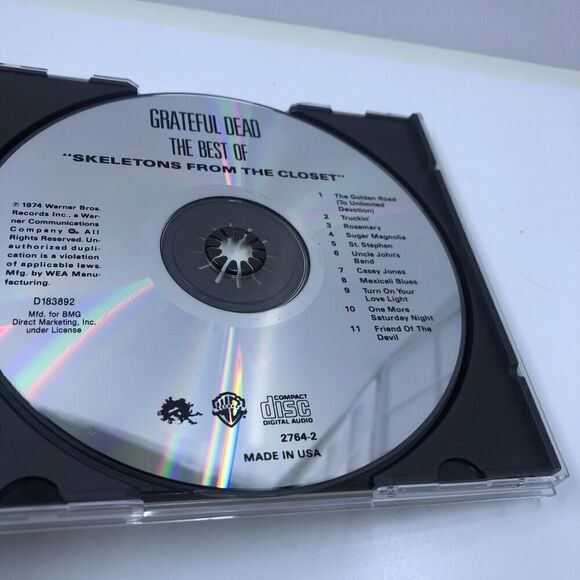 GRATEFUL DEAD
THE BEST OF
"SKELETONS FROM THE CLOSET"
℗ 1974 Warner Bros.
Records Inc., a War-
ner Communications
Company All
Rights Reserved. Un-
authorized dupli-
cation is a violation
of applicable laws.
Mfg. by WEA Manu-
facturing.
D183892
Mfd. for BMG
Direct Marketing, Inc.
under License
1 The Golden Road
(To Unlimited
Devotion)
2 Truckin'
3 Rosemary
4 Sugar Magnolia
5 St. Stephen
6 Uncle John's
Band
7 Casey Jones
8 Mexicali Blues
9 Turn On Your
Love Light
10 One More
Saturday Night
11 Friend Of The
Devil
COMPACT
disc
DIGITAL AUDIO
2764-2
MADE IN USA